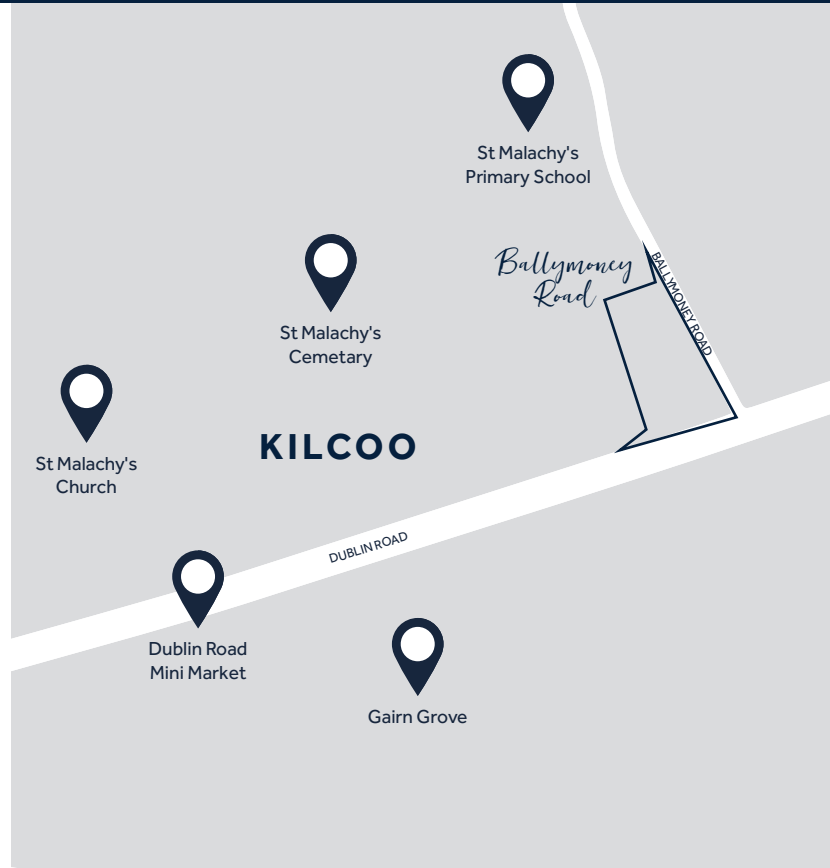 St Malachy's
Primary School
Ballymoney
Road
BALLYMONEY ROAD
St Malachy's
Cemetary
KILCOO
St Malachy's
Church
DUBLIN ROAD
Dublin Road
Mini Market
Gairn Grove